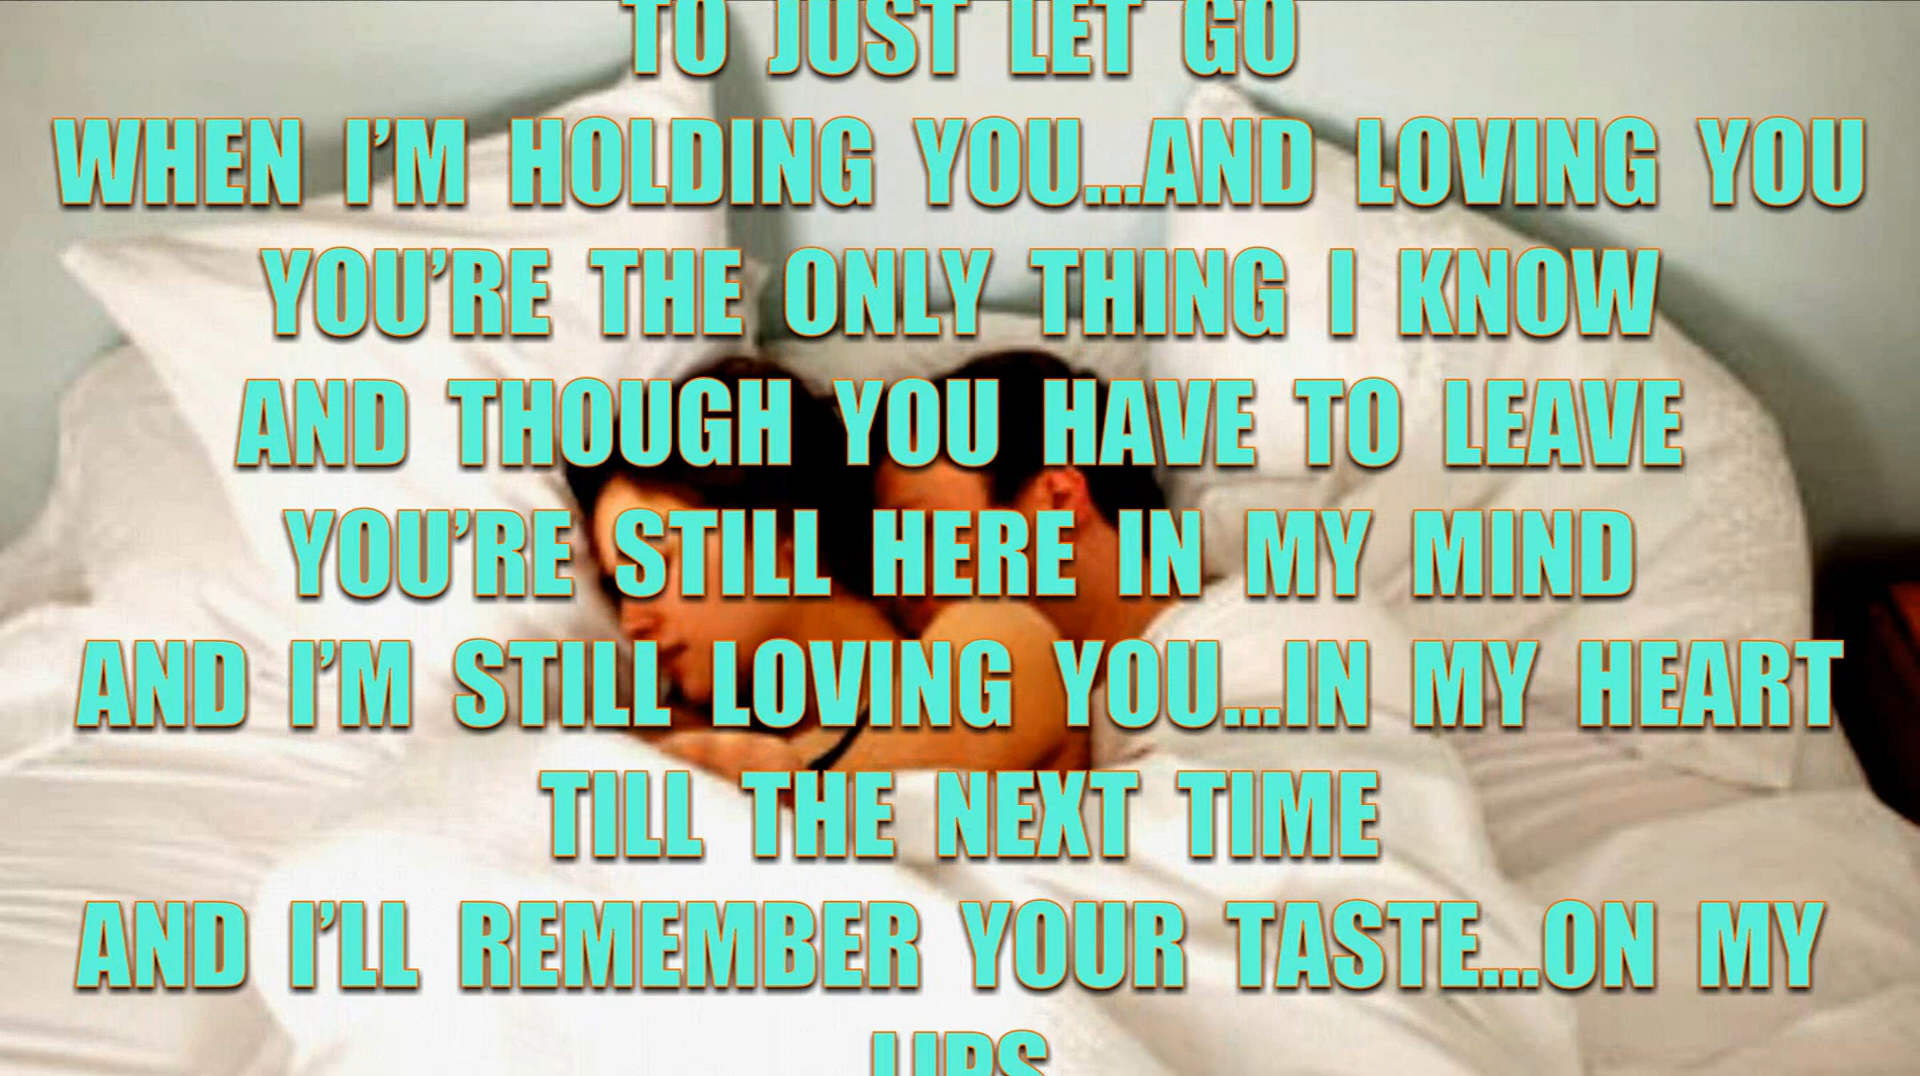 TO JUST LET GO
WHEN I'M HOLDING YOU...AND LOVING YOU
YOU'RE THE ONLY THING I KNOW
AND THOUGH YOU HAVE TO LEAVE
YOU'RE STILL HERE IN MY MIND
AND I'M STILL LOVING YOU...IN MY HEART
TILL THE NEXT TIME
AND I'LL REMEMBER YOUR TASTE...ON MY
LIPS